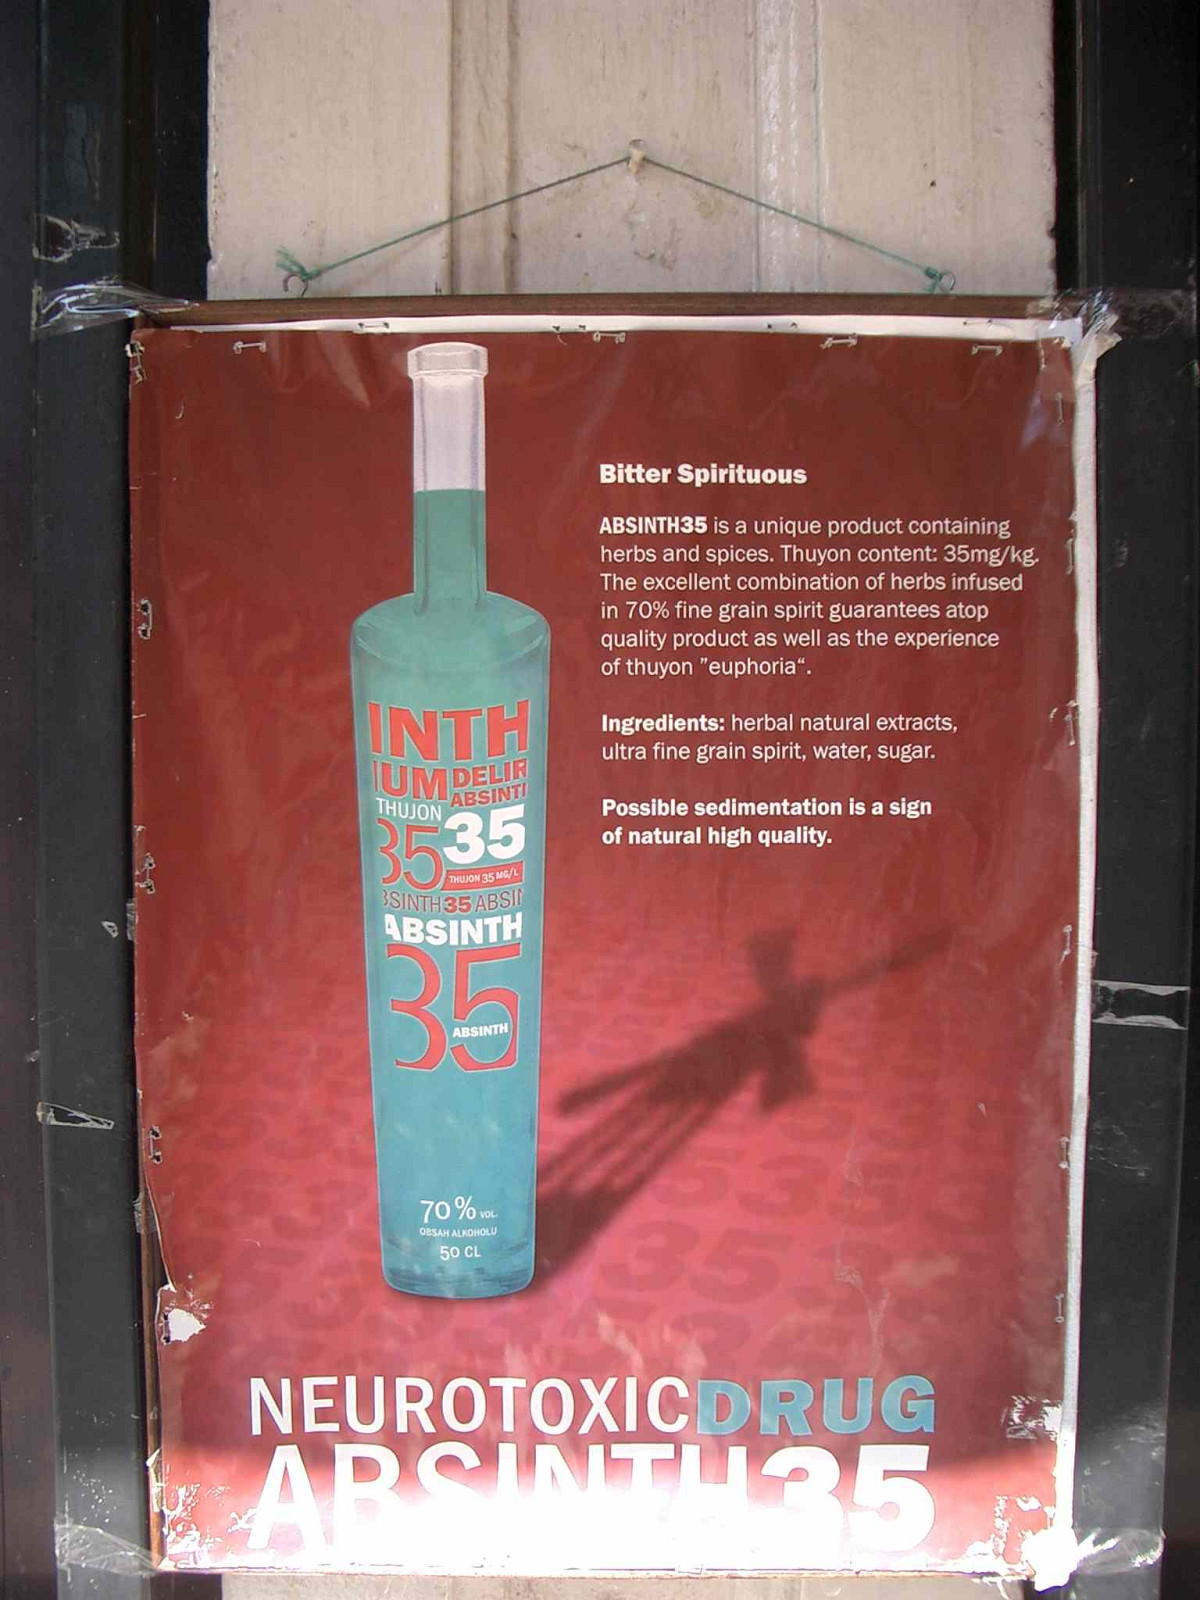 Bitter Spirituous
ABSINTH35 is a unique product containing
herbs and spices. Thuyon content: 35mg/kg.
The excellent combination of herbs infused
in 70% fine grain spirit guarantees atop
quality product as well as the experience
of thuyon "euphoria“.
Ingredients: herbal natural extracts,
ultra fine grain spirit, water, sugar.
Possible sedimentation is a sign
of natural high quality.
INTH
IUM DELIR
ABSINTI
THUJON
35 35
THUJON 35 MG/L
BSINTH 35 ABSIN
ABSINTH
35
ABSINTH
70% VOL.
OBSAH ALKOHOLU
50 CL
NEUROTOXICDRUG
ABSINTH35